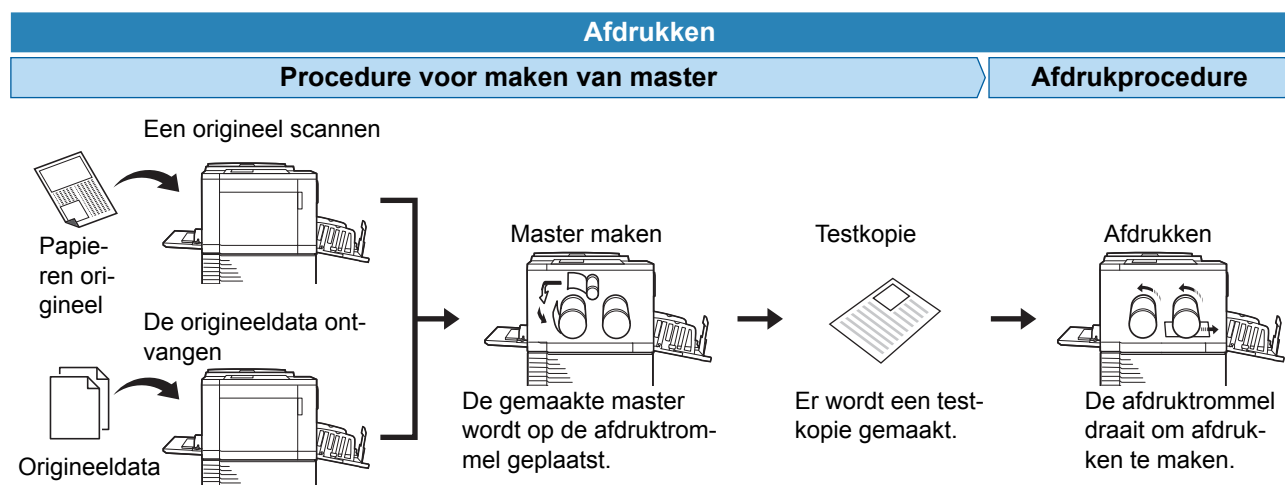 Afdrukken
Procedure voor maken van master
Afdrukprocedure
Een origineel scannen
Papie-
ren ori-
gineel
De origineeldata ont-
vangen
Origineeldata
Master maken
De gemaakte master
wordt op de afdruktrom-
mel geplaatst.
Testkopie
Er wordt een test-
kopie gemaakt.
Afdrukken
De afdruktrommel
draait om afdruk-
ken te maken.